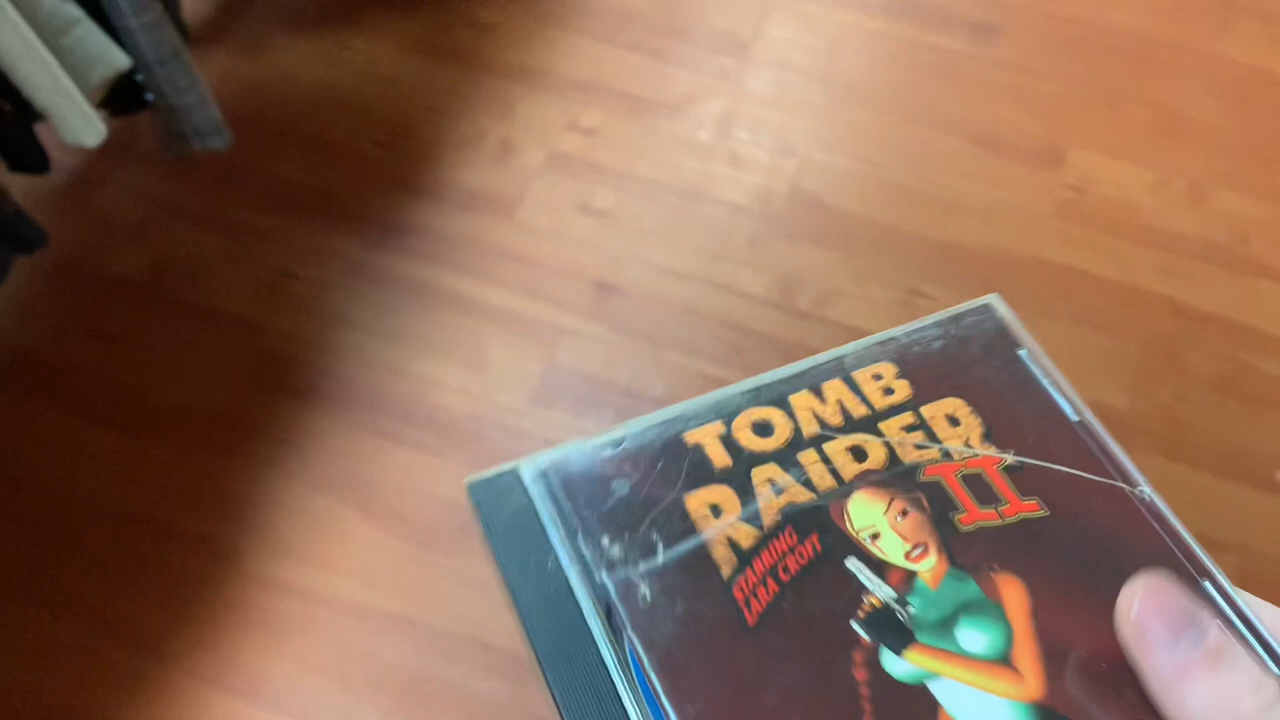 TOMB
RAIDER
II
STARRING
LARA CROFT